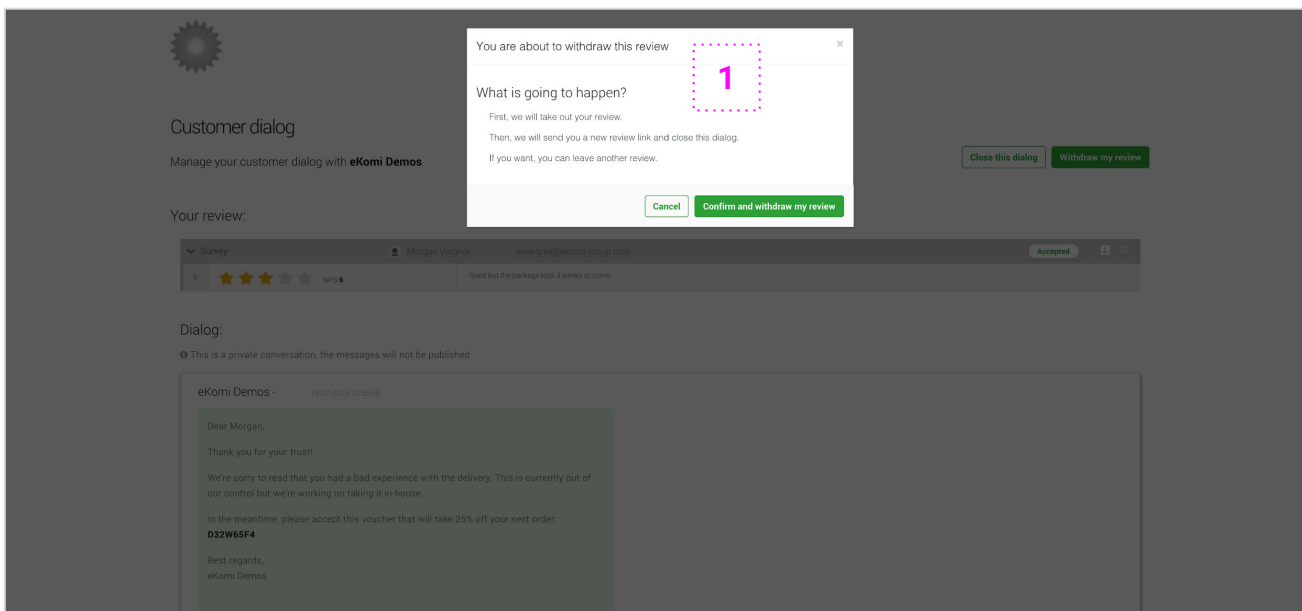 You are about to withdraw this review
×
1
What is going to happen?
First, we will take out your review.
Then, we will send you a new review link and close this dialog.
If you want, you can leave another review.
Cancel
Confirm and withdraw my review
Customer dialog
Manage your customer dialog with eKomi Demos
Close this dialog
Withdraw my review
Your review:
Survey
Morgan Vergnot
mvergnot@ekomi-group.com
Accepted
NPS 6
Good but the package took 3 weeks to come.
Dialog:
This is a private conversation, the messages will not be published
eKomi Demos -
Dear Morgan,
Thank you for your trust!
We're sorry to read that you had a bad experience with the delivery. This is currently out of
our control but we're working on taking it in-house.
In the meantime, please accept this voucher that will take 25% off your next order:
D32W65F4
Best regards,
eKomi Demos